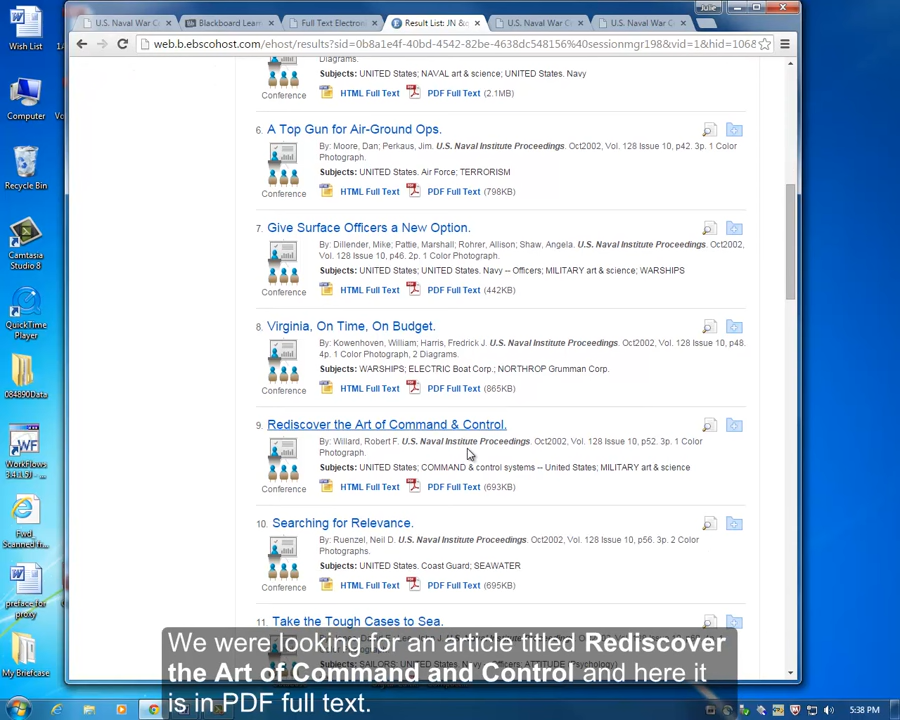 Julie
U.S. Naval War C
Blackboard Learn
Full Text Electron
Result List: JN &
U.S. Naval War C
U.S. Naval War C
web.b.ebscohost.com/ehost/results?sid=0b8a1e4f-40bd-4542-82be-4638dc548156%40sessionmgr198&vid=1&hid=1068
Wish List
Computer
Recycle Bin
Camtasia
Studio 8
QuickTime
Player
084890Data
Fwd_
Scanned fr...
preface for
proxy
My Briefcase
Diagrams.
Subjects: UNITED States; NAVAL art & science; UNITED States. Navy
Conference
HTML Full Text PDF Full Text (2.1MB)
6. A Top Gun for Air-Ground Ops.
By: Moore, Dan; Perkaus, Jim. U.S. Naval Institute Proceedings. Oct2002, Vol. 128 Issue 10, p42. 3p. 1 Color
Photograph.
Subjects: UNITED States. Air Force; TERRORISM
Conference
HTML Full Text PDF Full Text (798KB)
7. Give Surface Officers a New Option.
By: Dillender, Mike; Pattie, Marshall; Rohrer, Allison; Shaw, Angela. U.S. Naval Institute Proceedings. Oct2002,
Vol. 128 Issue 10, p46. 2p. 1 Color Photograph.
Subjects: UNITED States; UNITED States. Navy -- Officers; MILITARY art & science; WARSHIPS
Conference
HTML Full Text PDF Full Text (442KB)
8. Virginia, On Time, On Budget.
By: Kowenhoven, William; Harris, Fredrick J. U.S. Naval Institute Proceedings. Oct2002, Vol. 128 Issue 10, p48.
4p. 1 Color Photograph, 2 Diagrams.
Subjects: WARSHIPS; ELECTRIC Boat Corp.; NORTHROP Grumman Corp.
Conference
HTML Full Text PDF Full Text (865KB)
9. Rediscover the Art of Command & Control.
By: Willard, Robert F. U.S. Naval Institute Proceedings. Oct2002, Vol. 128 Issue 10, p52. 3p. 1 Color
Photograph.
Subjects: UNITED States; COMMAND & control systems -- United States; MILITARY art & science
Conference
HTML Full Text PDF Full Text (693KB)
10. Searching for Relevance.
By: Ruenzel, Neil D. U.S. Naval Institute Proceedings. Oct2002, Vol. 128 Issue 10, p56. 3p. 2 Color
Photographs.
Subjects: UNITED States. Coast Guard; SEAWATER
Conference
HTML Full Text PDF Full Text (695KB)
11. Take the Tough Cases to Sea.
We were looking for an article titled Rediscover
the Art of Command and Control and here it
is in PDF full text.
5:38 PM